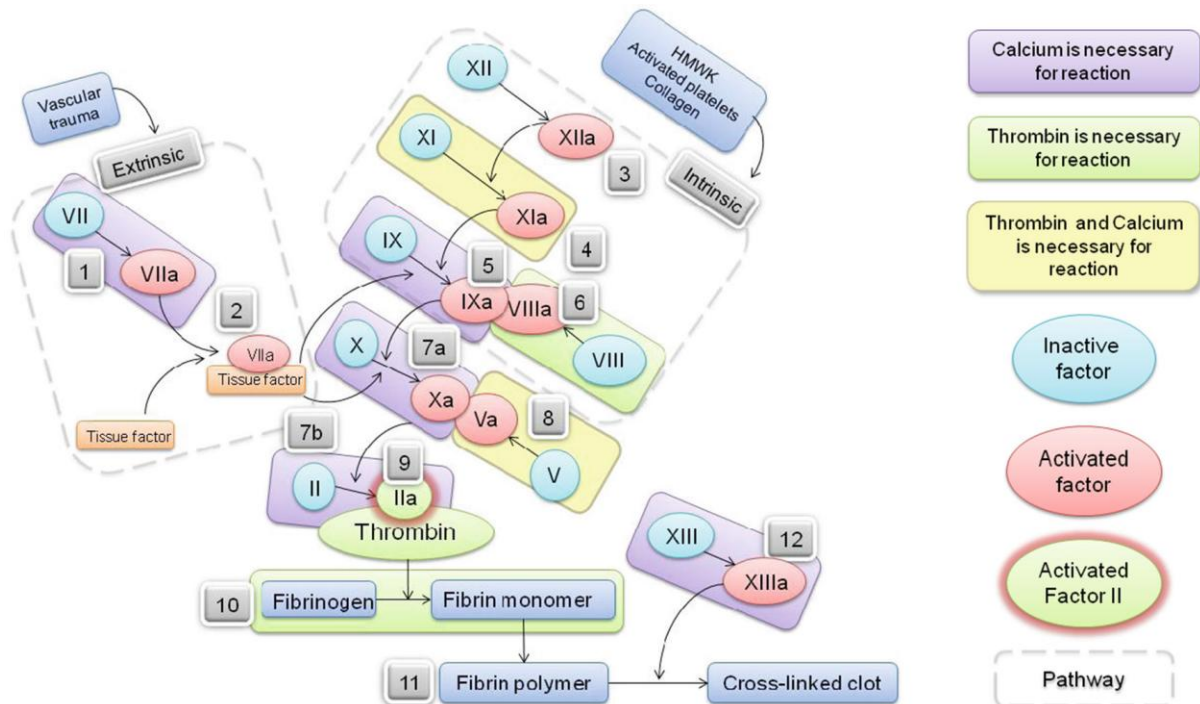 XII
HMWK
Activated platelets
Collagen
Calcium is necessary
for reaction
Vascular
trauma
Extrinsic
XI
XIIa
3
Intrinsic
Thrombin is necessary
for reaction
VII
XIa
1
VIIa
IX
4
Thrombin and Calcium
is necessary for
reaction
5
IXa
VIIIa
6
2
VIIa
Tissue factor
X
7a
VIII
Inactive
factor
Xa
Va
8
Tissue factor
7b
V
II
9
IIa
Thrombin
Activated
factor
XIII
12
XIIIa
10
Fibrinogen
Fibrin monomer
Activated
Factor II
11
Fibrin polymer
Cross-linked clot
Pathway